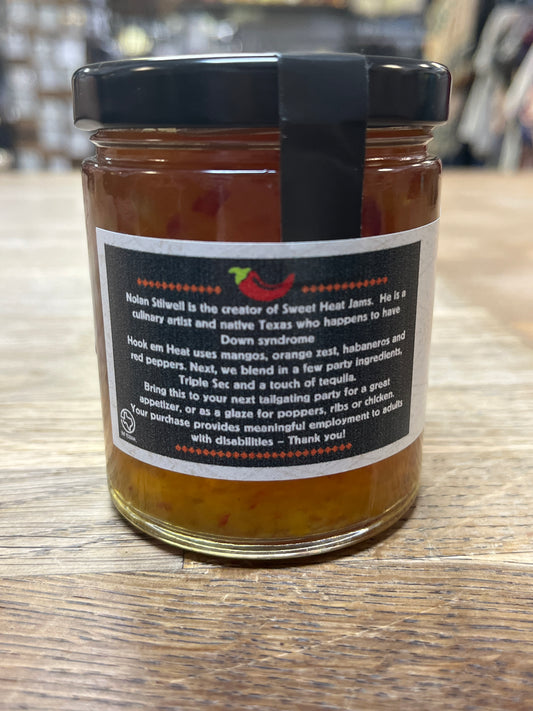 Nolan Stilwell is the creator of Sweet Heat Jams. He is a
culinary artist and native Texas who happens to have
Down syndrome
Hook em Heat uses mangos, orange zest, habaneros and
red peppers. Next, we blend in a few party ingredients,
Triple Sec and a touch of tequila.
Bring this to your next tailgating party for a great
appetizer, or as a glaze for poppers, ribs or chicken.
Your purchase provides meaningful employment to adults
with disabilities – Thank you!